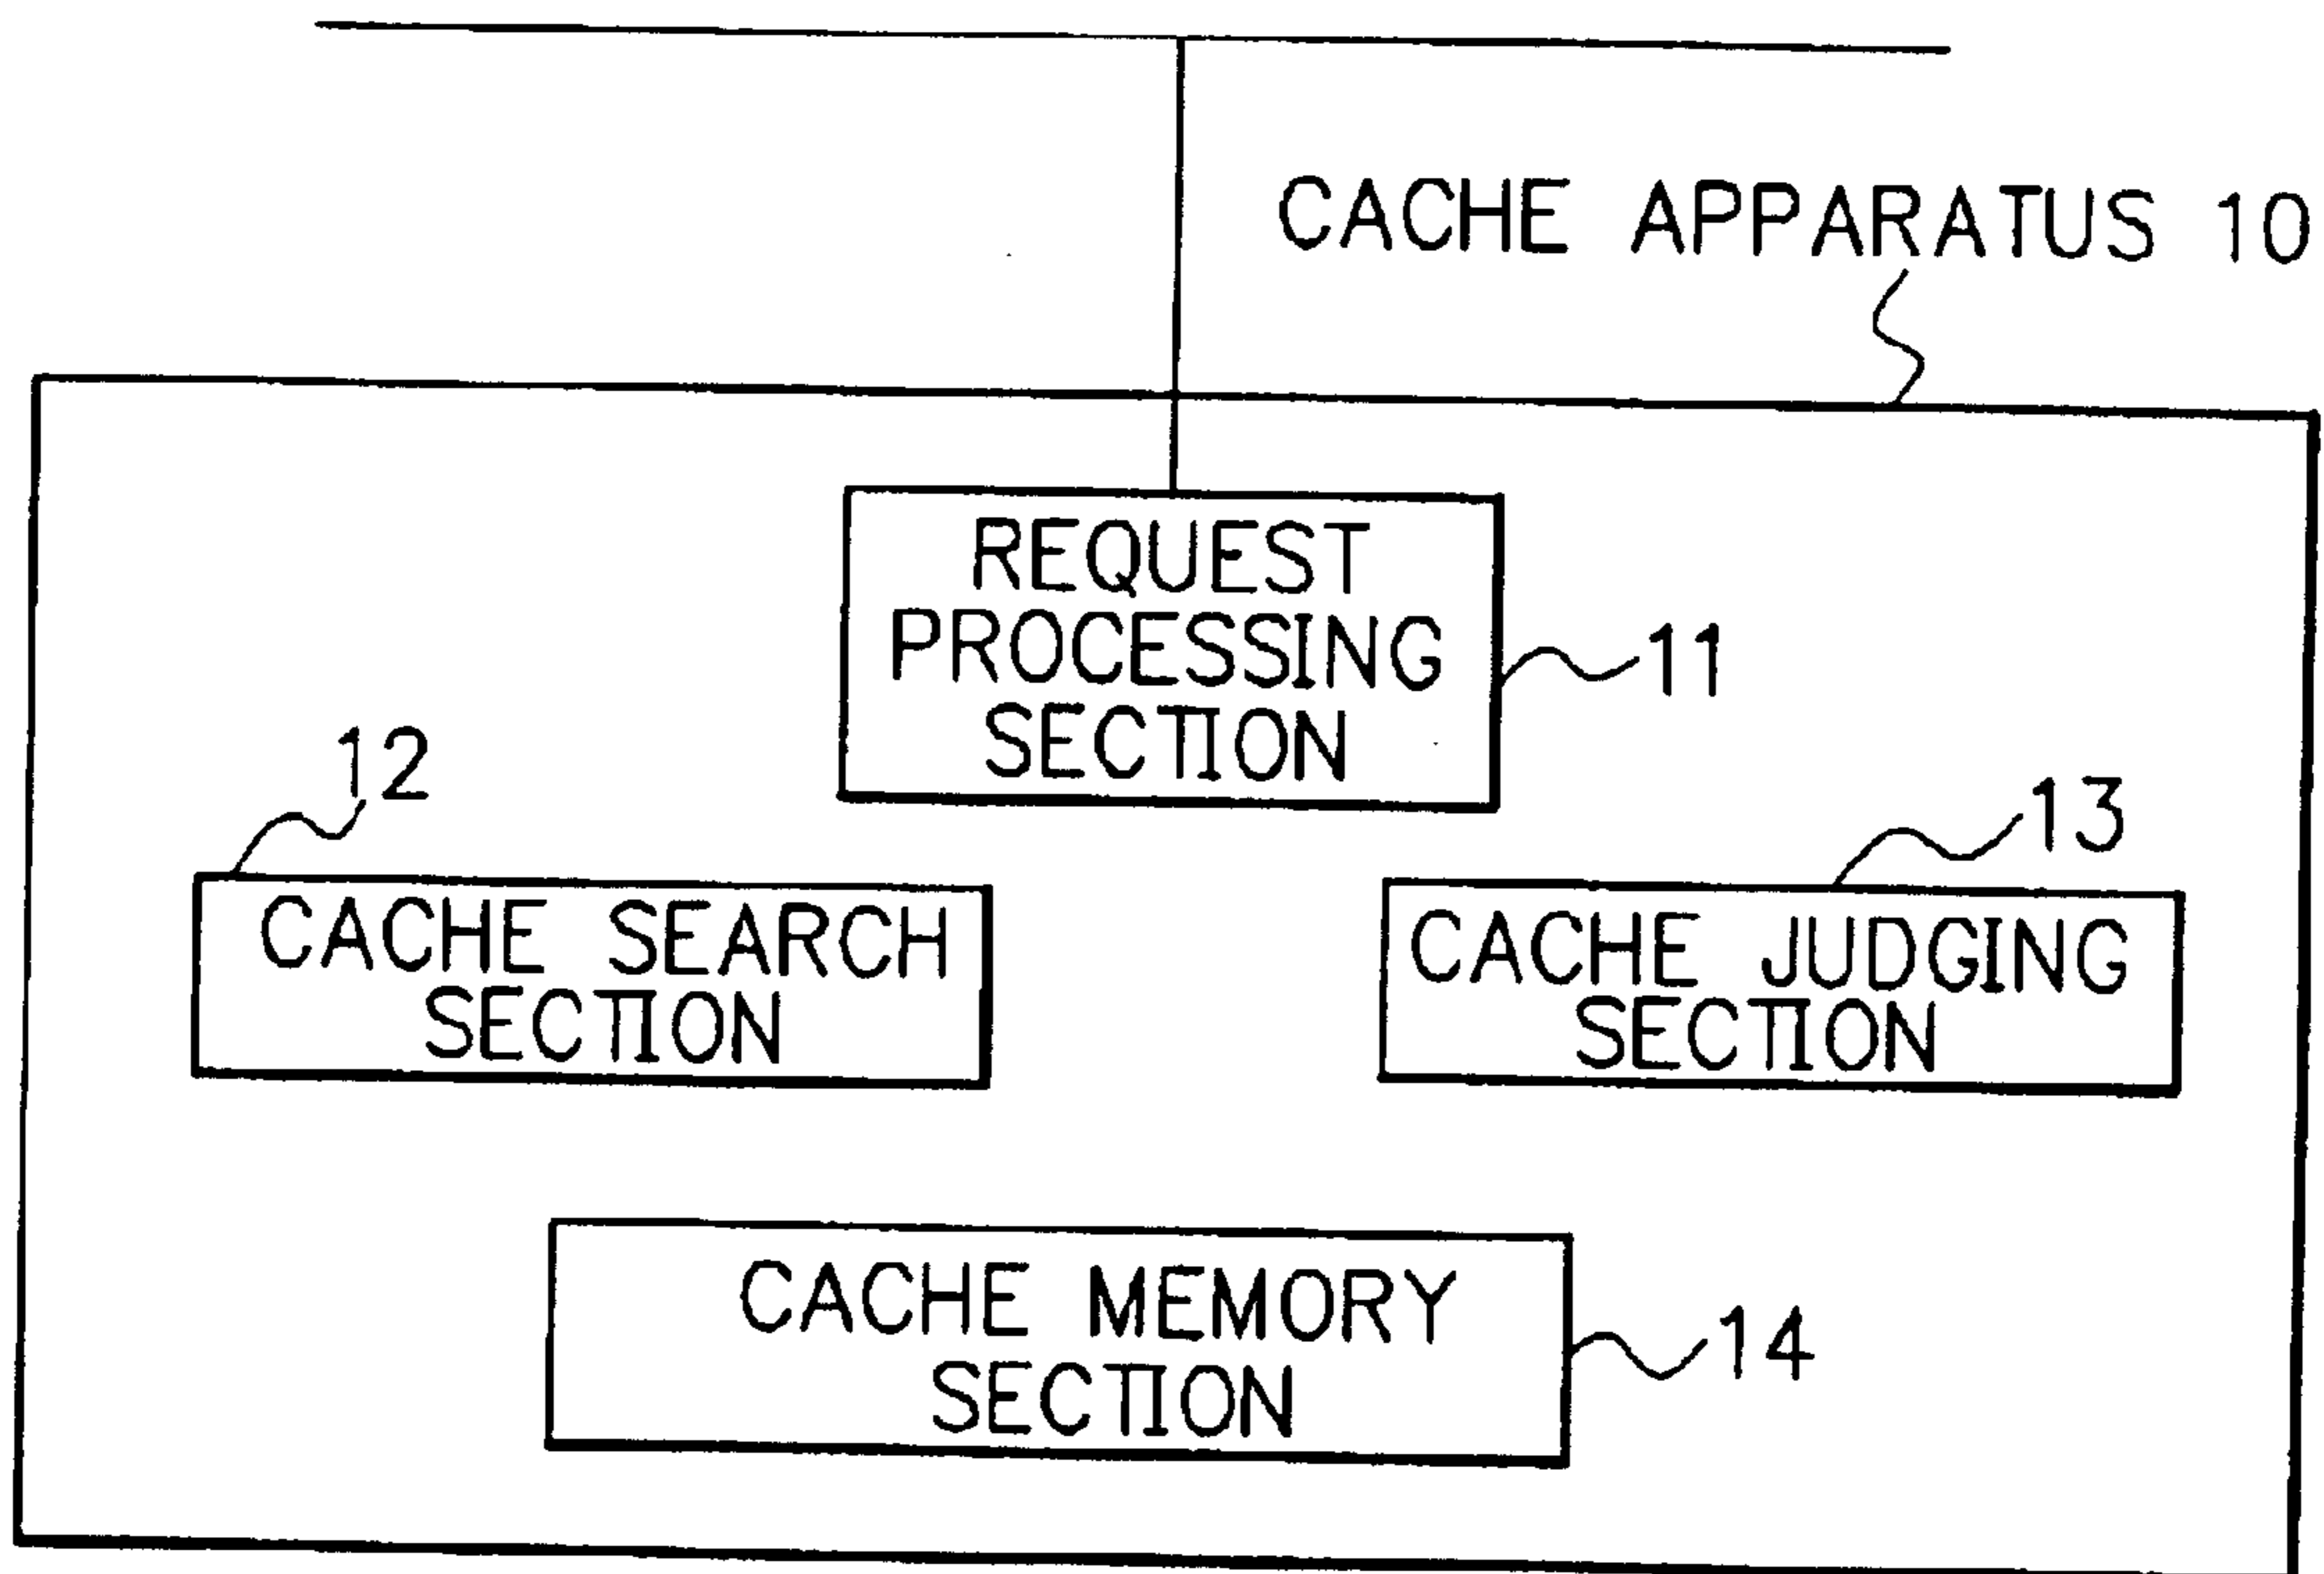 CACHE APPARATUS 10
REQUEST
PROCESSING
SECTION
11
12
CACHE SEARCH
SECTION
13
CACHE JUDGING
SECTION
CACHE MEMORY
SECTION
14